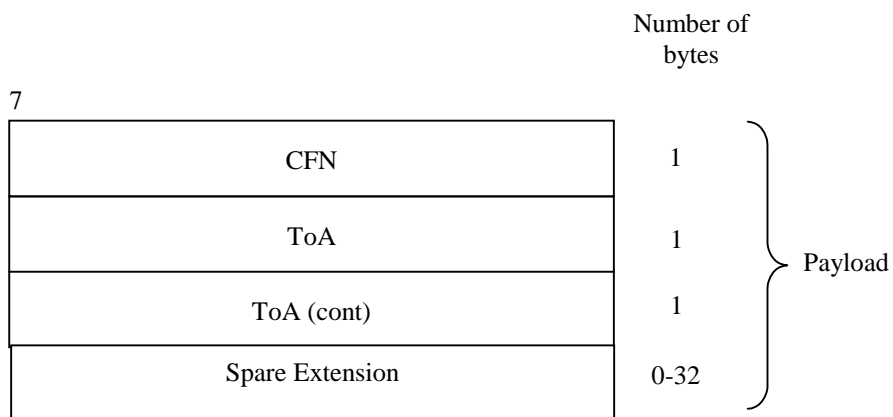 Number of
bytes
7
CFN
1
ToA
1
Payload
ToA (cont)
1
Spare Extension
0-32